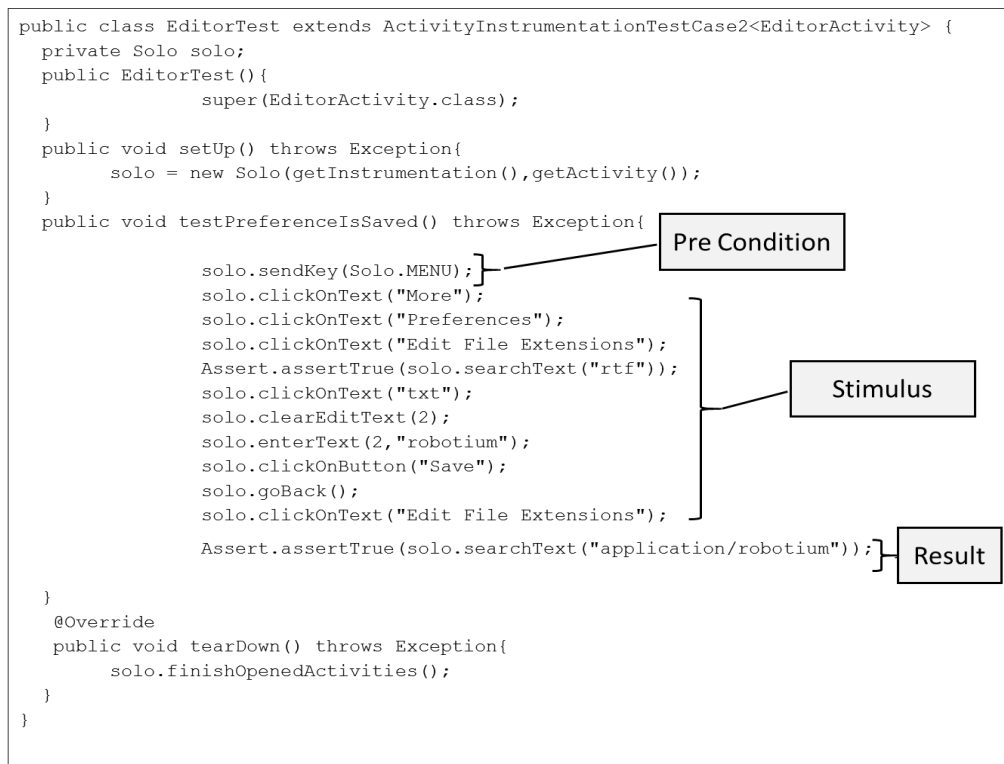 public class EditorTest extends ActivityInstrumentationTestCase2<EditorActivity> {
private Solo solo;
public EditorTest(){
super(EditorActivity.class);
}
public void setUp() throws Exception{
solo = new Solo(getInstrumentation(),getActivity());
}
public void testPreferenceIsSaved() throws Exception{
Pre Condition
solo.sendKey(Solo.MENU);
solo.clickOnText("More");
solo.clickOnText("Preferences");
solo.clickOnText("Edit File Extensions");
Assert.assertTrue(solo.searchText("rtf"));
solo.clickOnText("txt");
Stimulus
solo.clearEditText(2);
solo.enterText(2,"robotium");
solo.clickOnButton("Save");
solo.goBack();
solo.clickOnText("Edit File Extensions");
Assert.assertTrue(solo.searchText("application/robotium"));
Result
}
@Override
public void tearDown() throws Exception{
solo.finishOpenedActivities();
}
}